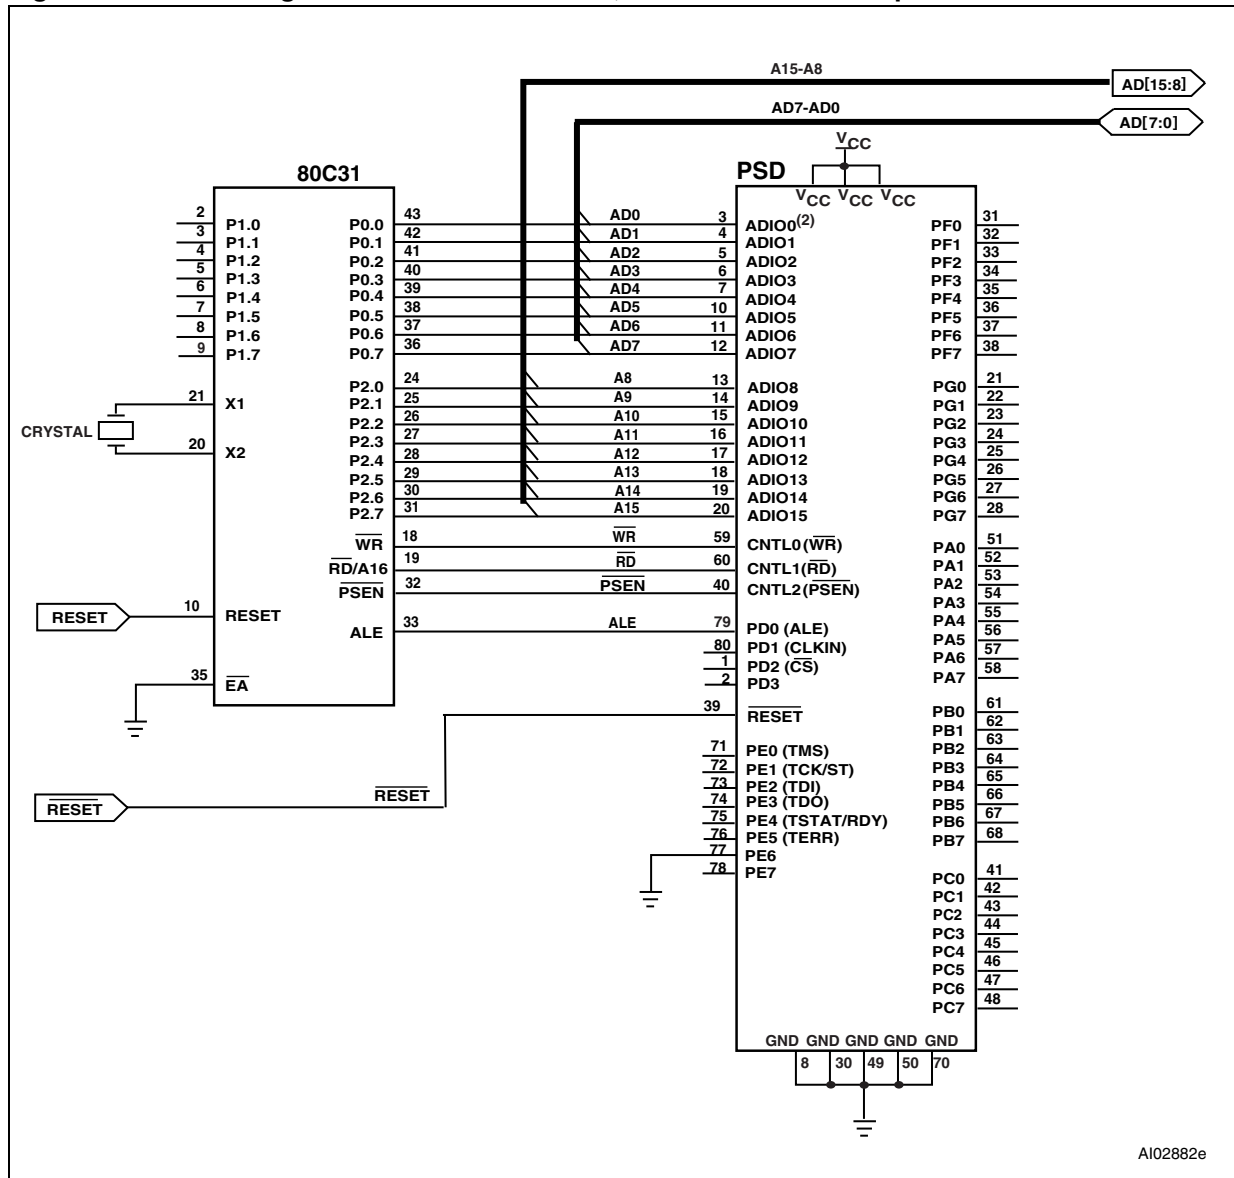 A15-A8
AD[15:8]
AD7-AD0
AD[7:0]
VCC
80C31
PSD
VCC VCC VCC
2 P1.0
3 P1.1
4 P1.2
5 P1.3
6 P1.4
7 P1.5
8 P1.6
9 P1.7
21 X1
CRYSTAL
20 X2
10 RESET
RESET
35 E̅A̅
P0.0 43 AD0 3 ADIO0(2)
P0.1 42 AD1 4 ADIO1
P0.2 41 AD2 5 ADIO2
P0.3 40 AD3 6 ADIO3
P0.4 39 AD4 7 ADIO4
P0.5 38 AD5 10 ADIO5
P0.6 37 AD6 11 ADIO6
P0.7 36 AD7 12 ADIO7
P2.0 24 A8 13 ADIO8
P2.1 25 A9 14 ADIO9
P2.2 26 A10 15 ADIO10
P2.3 27 A11 16 ADIO11
P2.4 28 A12 17 ADIO12
P2.5 29 A13 18 ADIO13
P2.6 30 A14 19 ADIO14
P2.7 31 A15 20 ADIO15
W̅R̅ 18 W̅R̅ 59 CNTL0(W̅R̅)
R̅D̅/A16 19 R̅D̅ 60 CNTL1(R̅D̅)
P̅S̅E̅N̅ 32 P̅S̅E̅N̅ 40 CNTL2(P̅S̅E̅N̅)
ALE 33 ALE 79 PD0 (ALE)
80 PD1 (CLKIN)
1 PD2 (C̅S̅)
2 PD3
39 R̅E̅S̅E̅T̅
R̅E̅S̅E̅T̅
R̅E̅S̅E̅T̅
71 PE0 (TMS)
72 PE1 (TCK/ST)
73 PE2 (TDI)
74 PE3 (TDO)
75 PE4 (TSTAT/RDY)
76 PE5 (TERR)
77 PE6
78 PE7
PF0 31
PF1 32
PF2 33
PF3 34
PF4 35
PF5 36
PF6 37
PF7 38
PG0 21
PG1 22
PG2 23
PG3 24
PG4 25
PG5 26
PG6 27
PG7 28
PA0 51
PA1 52
PA2 53
PA3 54
PA4 55
PA5 56
PA6 57
PA7 58
PB0 61
PB1 62
PB2 63
PB3 64
PB4 65
PB5 66
PB6 67
PB7 68
PC0 41
PC1 42
PC2 43
PC3 44
PC4 45
PC5 46
PC6 47
PC7 48
GND GND GND GND GND
8 30 49 50 70
AI02882e